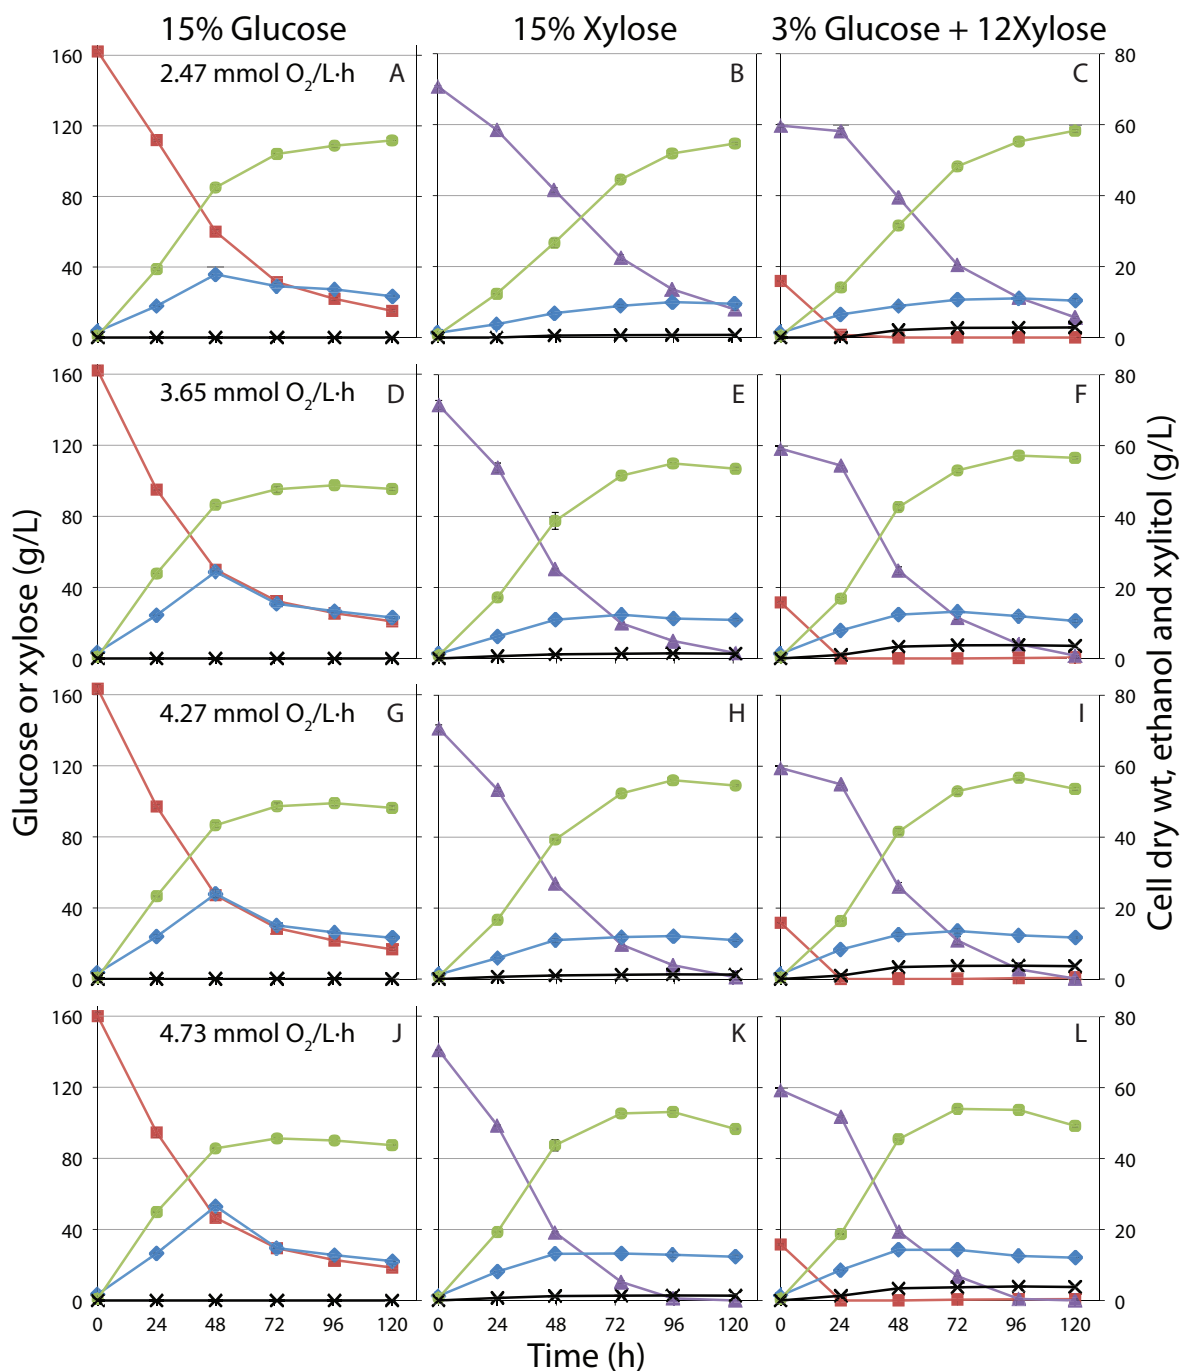 15% Glucose
15% Xylose
3% Glucose + 12Xylose
160
2.47 mmol O2/L·h
A
B
C
80
120
60
80
40
40
20
0
0
160
3.65 mmol O2/L·h
D
E
F
80
120
60
80
40
40
20
0
0
160
4.27 mmol O2/L·h
G
H
I
80
120
60
80
40
40
20
0
0
160
4.73 mmol O2/L·h
J
K
L
80
120
60
80
40
40
20
0
0
0 24 48 72 96 120
0 24 48 72 96 120
0 24 48 72 96 120
Time (h)
Glucose or xylose (g/L)
Cell dry wt, ethanol and xylitol (g/L)